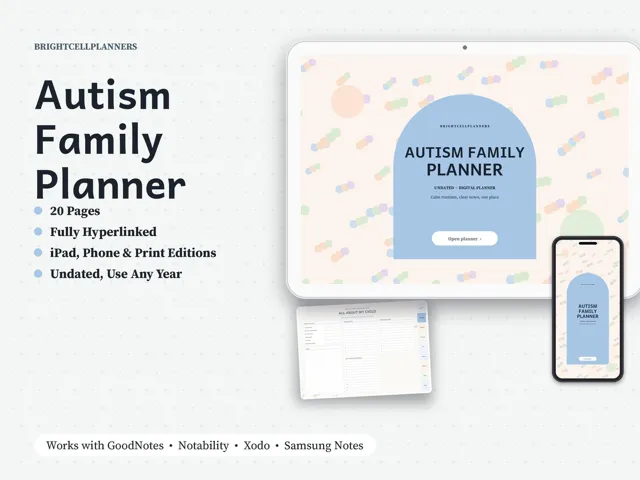 BRIGHTCELLPLANNERS
Autism
Family
Planner
20 Pages
Fully Hyperlinked
iPad, Phone & Print Editions
Undated, Use Any Year
Works with GoodNotes • Notability • Xodo • Samsung Notes
BRIGHTCELLPLANNERS
AUTISM FAMILY
PLANNER
UNDATED · DIGITAL PLANNER
Calm routines, clear notes, one place
Open planner ›
ALL ABOUT MY CHILD
AUTISM
FAMILY
PLANNER